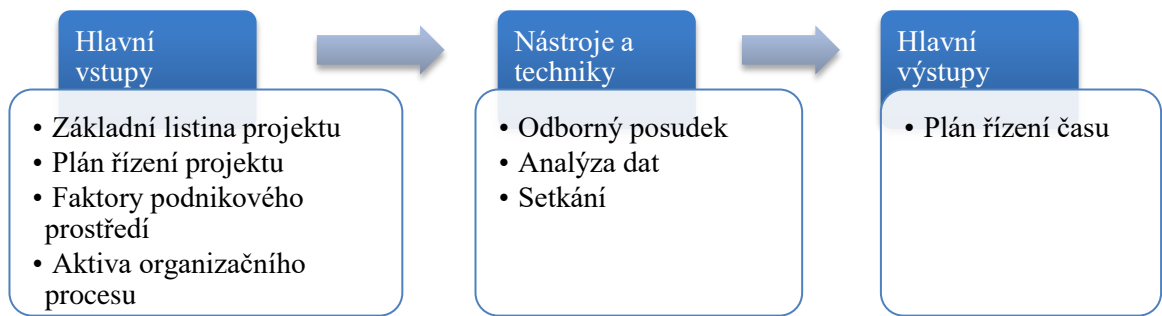 Hlavní
vstupy
• Základní listina projektu
• Plán řízení projektu
• Faktory podnikového
prostředí
• Aktiva organizačního
procesu
Nástroje a
techniky
• Odborný posudek
• Analýza dat
• Setkání
Hlavní
výstupy
• Plán řízení času